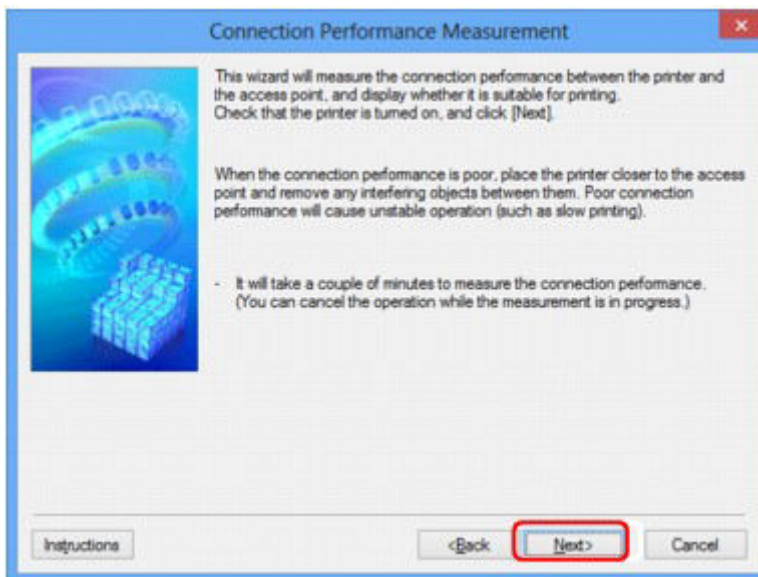 Connection Performance Measurement
This wizard will measure the connection performance between the printer and
the access point, and display whether it is suitable for printing.
Check that the printer is turned on, and click [Next].
When the connection performance is poor, place the printer closer to the access
point and remove any interfering objects between them. Poor connection
performance will cause unstable operation (such as slow printing).
- It will take a couple of minutes to measure the connection performance.
(You can cancel the operation while the measurement is in progress.)
Instructions
<Back
Next>
Cancel